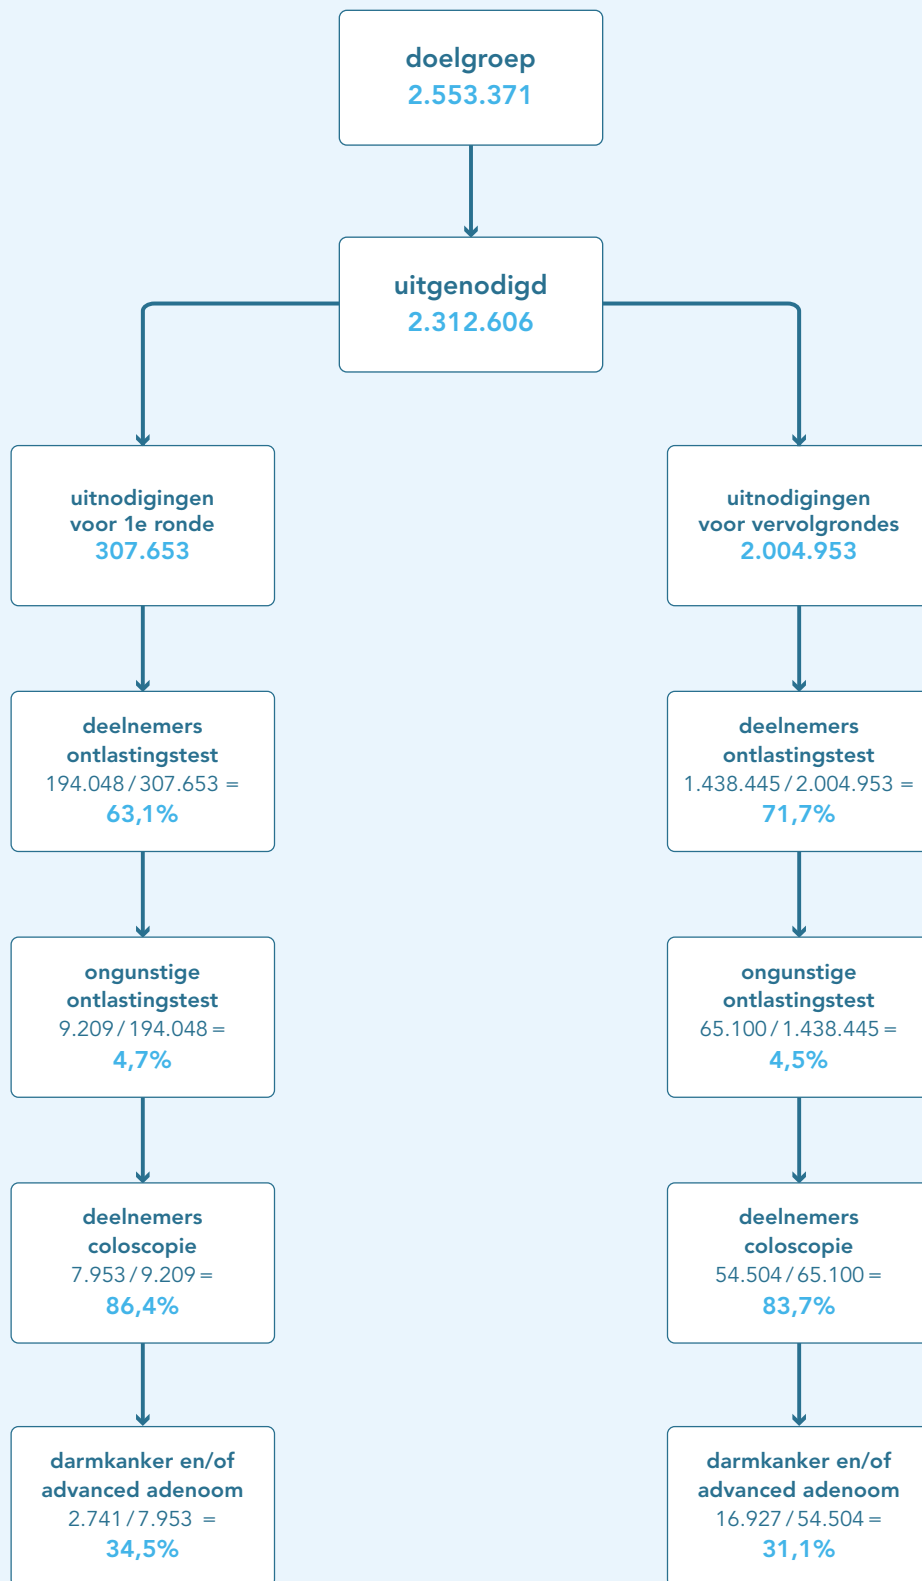 doelgroep
2.553.371
uitgenodigd
2.312.606
uitnodigingen
voor 1e ronde
307.653
deelnemers
ontlastingstest
194.048 / 307.653 =
63,1%
ongunstige
ontlastingstest
9.209 / 194.048 =
4,7%
deelnemers
coloscopie
7.953 / 9.209 =
86,4%
darmkanker en/of
advanced adenoom
2.741 / 7.953 =
34,5%
uitnodigingen
voor vervolgrondes
2.004.953
deelnemers
ontlastingstest
1.438.445 / 2.004.953 =
71,7%
ongunstige
ontlastingstest
65.100 / 1.438.445 =
4,5%
deelnemers
coloscopie
54.504 / 65.100 =
83,7%
darmkanker en/of
advanced adenoom
16.927 / 54.504 =
31,1%